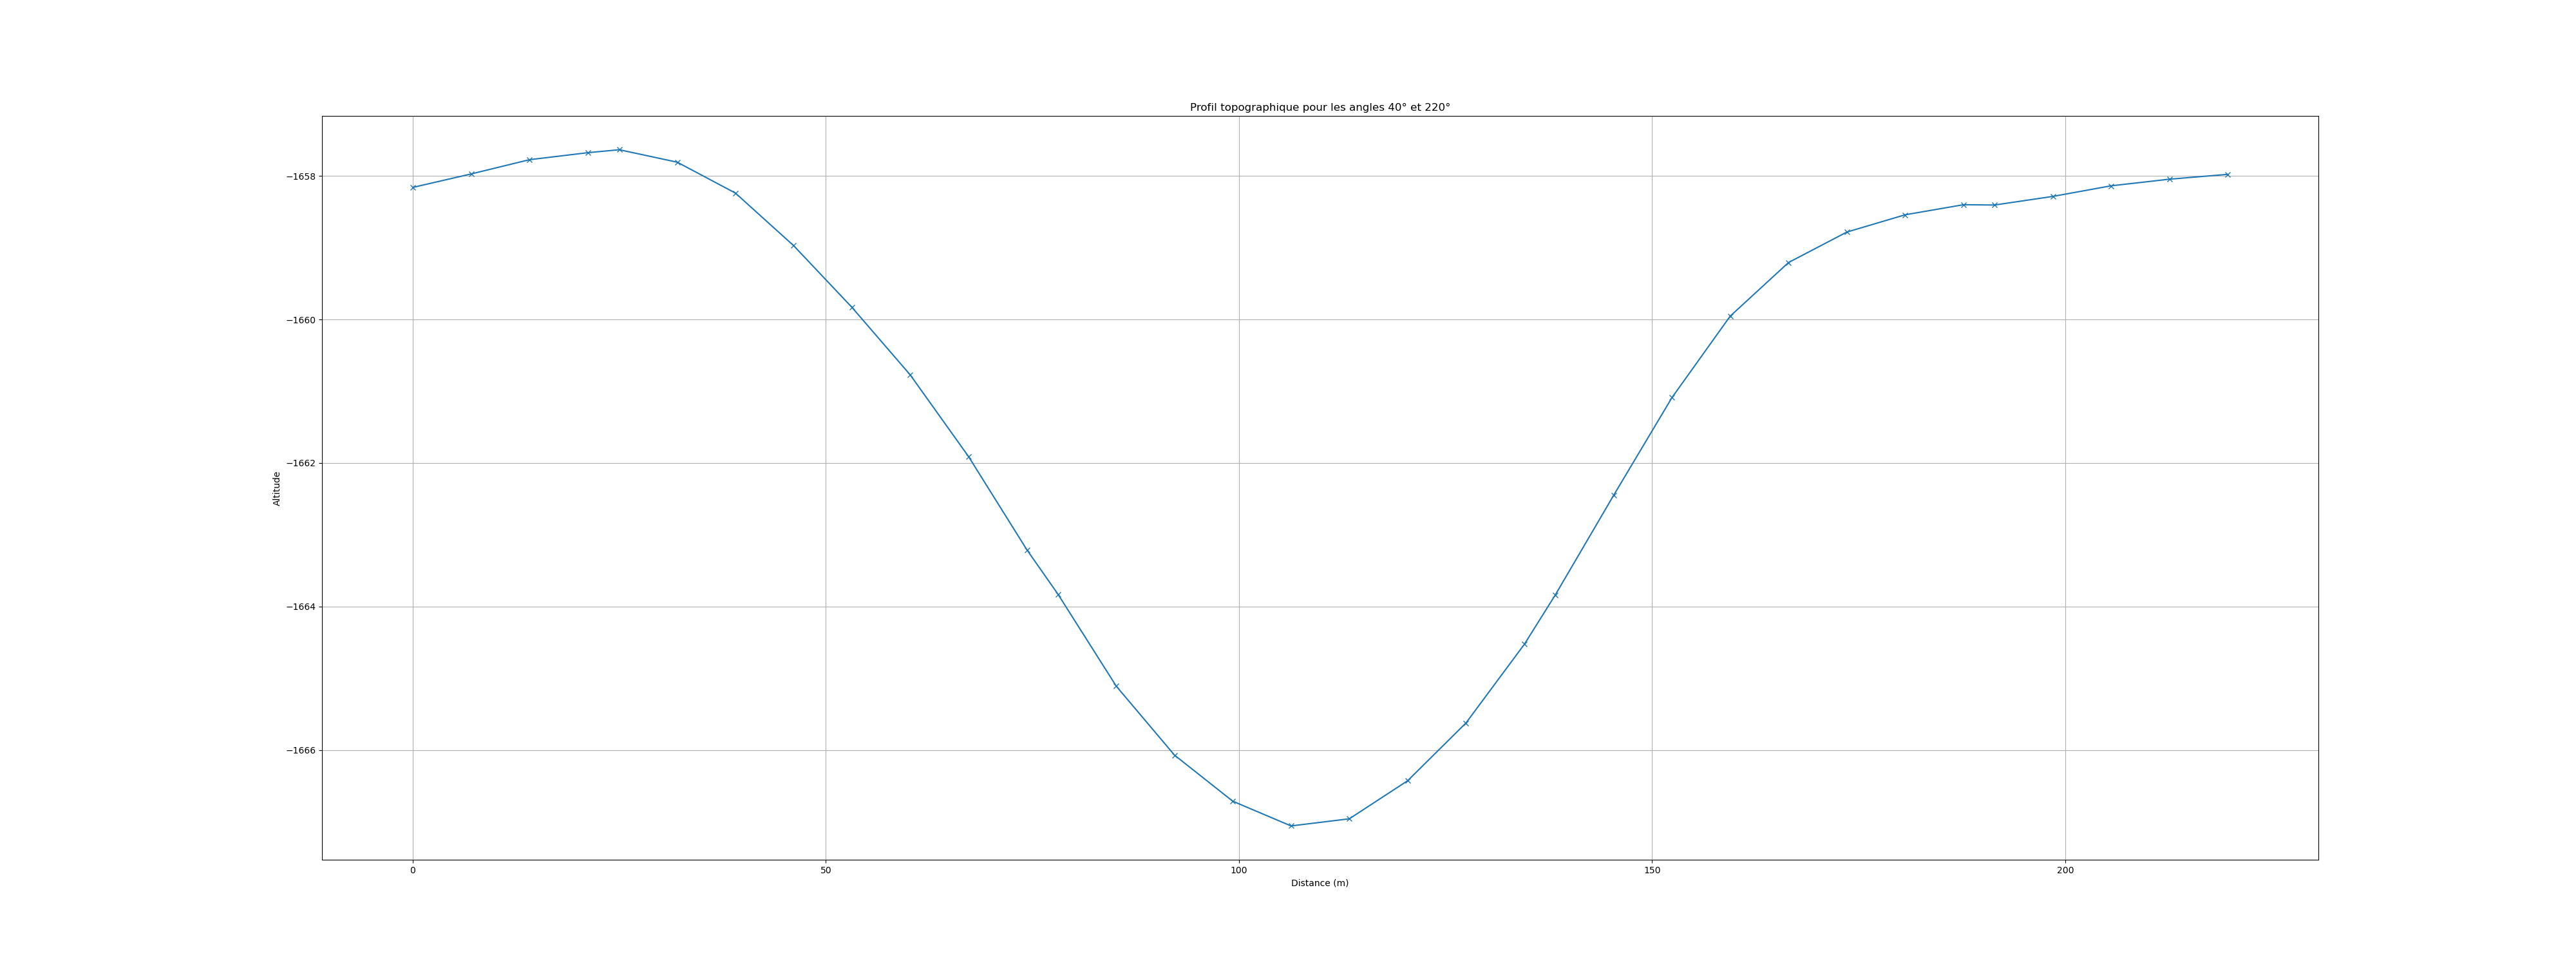 Profil topographique pour les angles 40° et 220°
−1658
−1660
−1662
−1664
−1666
Altitude
0 50 100 150 200
Distance (m)